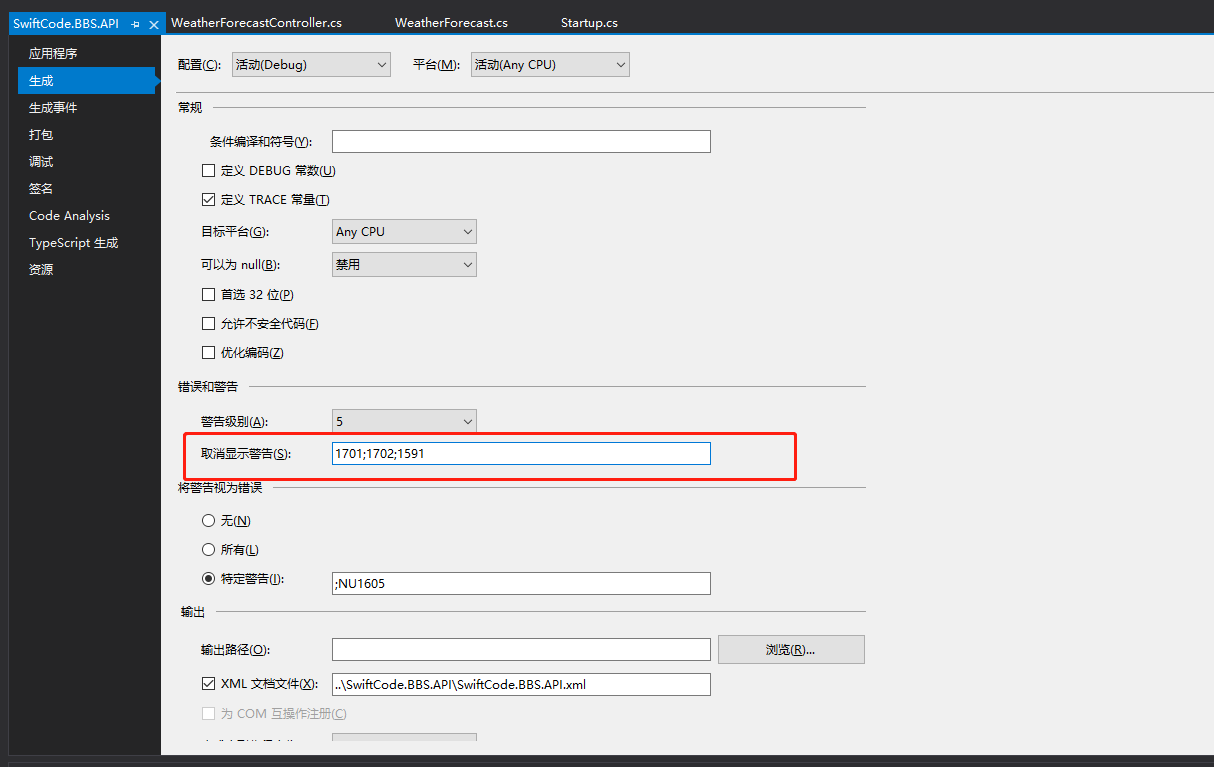 SwiftCode.BBS.API
WeatherForecastController.cs
WeatherForecast.cs
Startup.cs
应用程序
生成
生成事件
打包
调试
签名
Code Analysis
TypeScript 生成
资源
配置(C): 活动(Debug) 平台(M): 活动(Any CPU)
常规
条件编译和符号(Y):
定义 DEBUG 常数(U)
定义 TRACE 常量(T)
目标平台(G): Any CPU
可以为 null(B): 禁用
首选 32 位(P)
允许不安全代码(F)
优化编码(Z)
错误和警告
警告级别(A): 5
取消显示警告(S): 1701;1702;1591
将警告视为错误
无(N)
所有(L)
特定警告(I): ;NU1605
输出
输出路径(O): 浏览(R)...
XML 文档文件(X): ..\SwiftCode.BBS.API\SwiftCode.BBS.API.xml
为 COM 互操作注册(C)